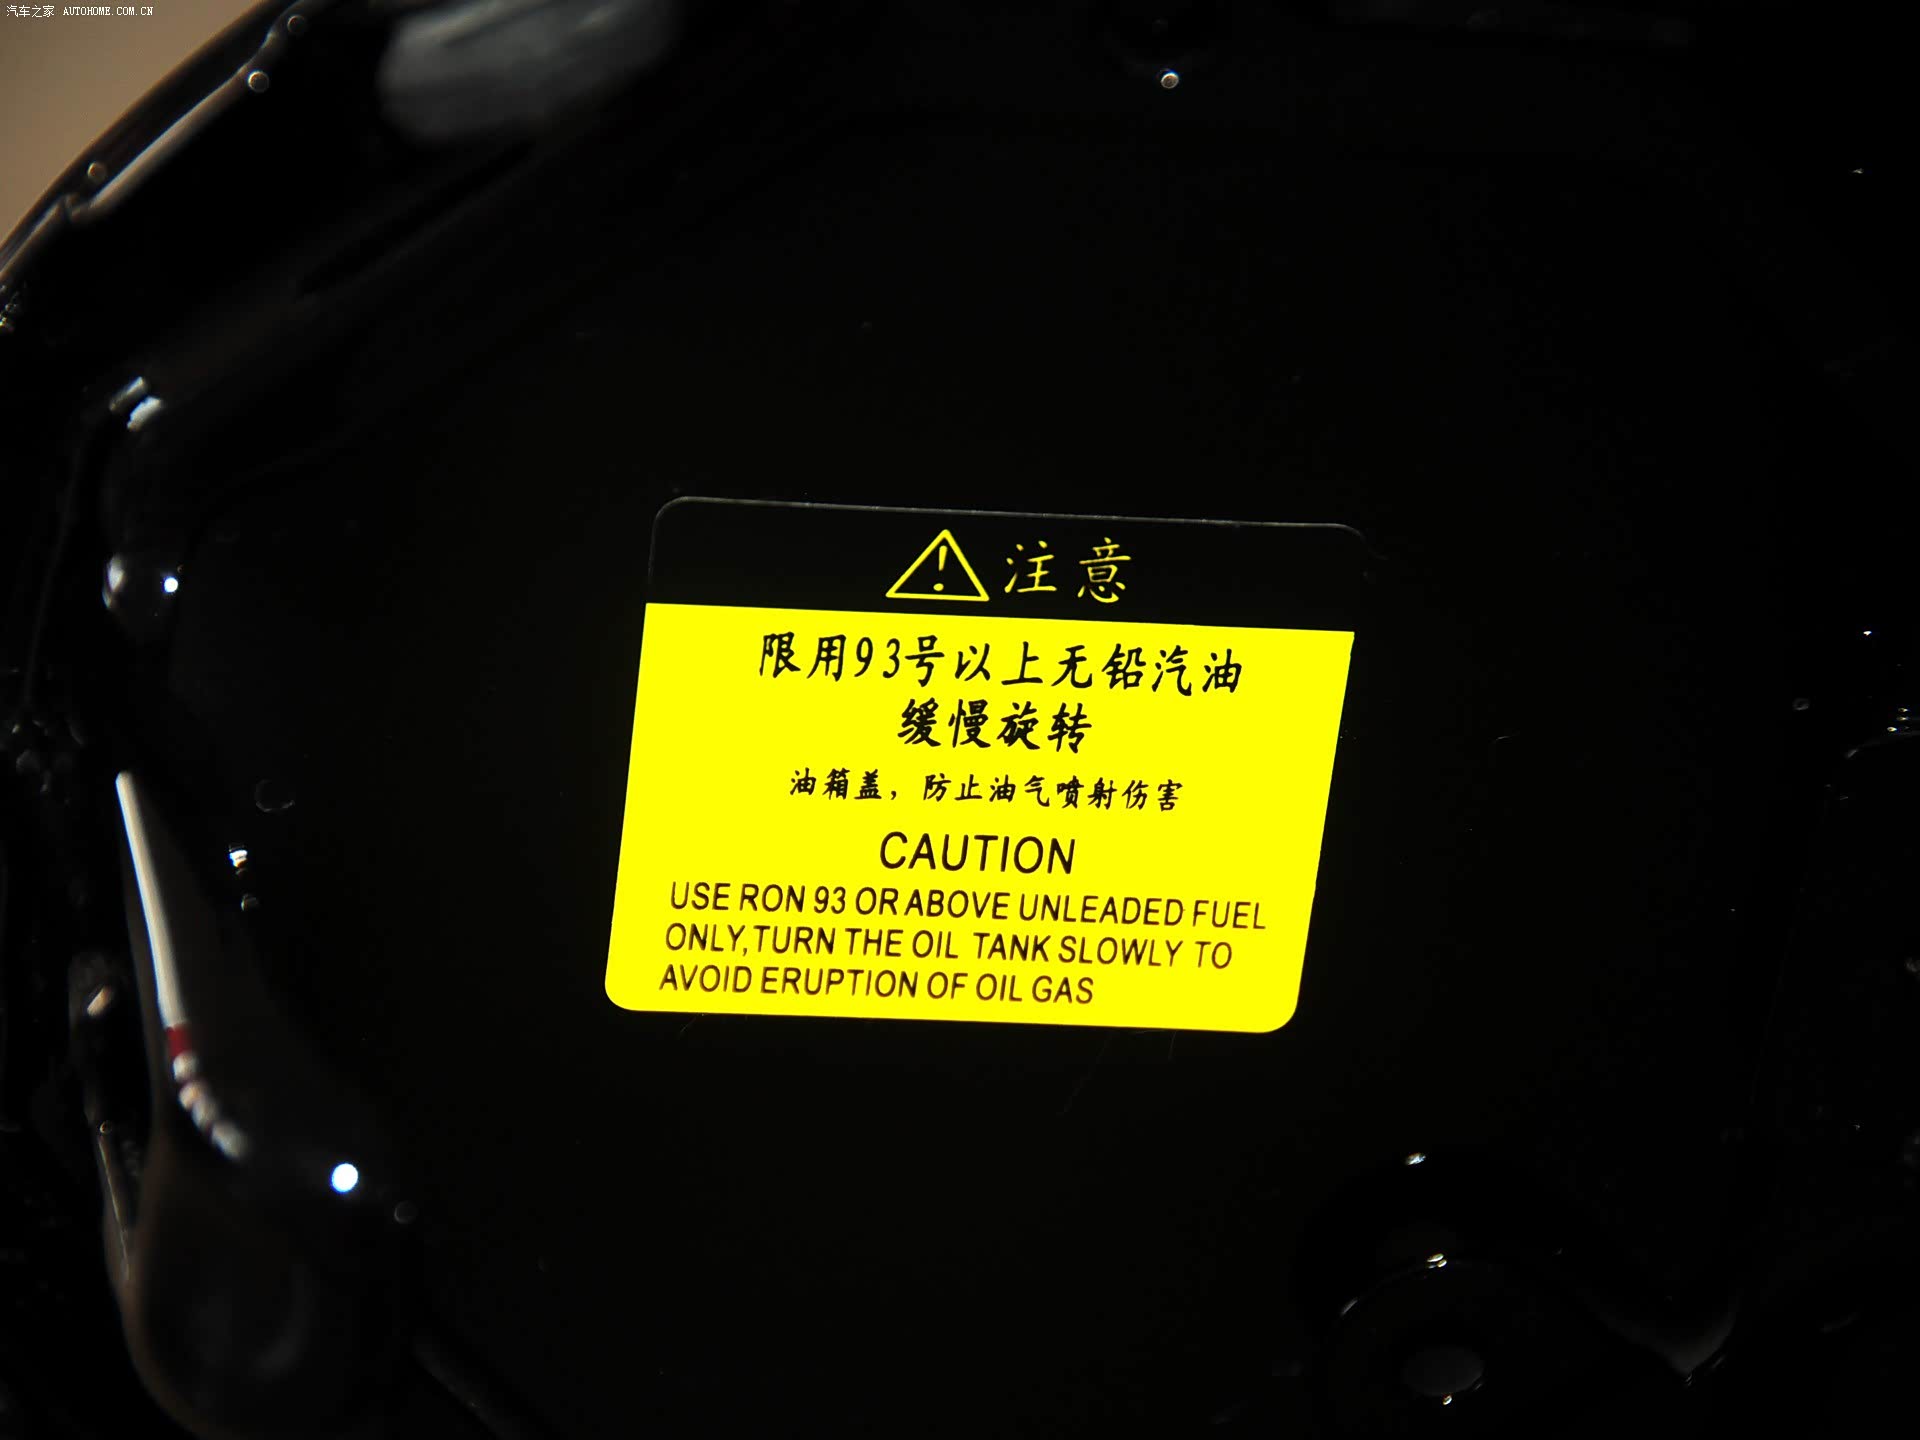 汽车之家 AUTOHOME.COM.CN
注意
限用93号以上无铅汽油
缓慢旋转
油箱盖，防止油气喷射伤害
CAUTION
USE RON 93 OR ABOVE UNLEADED FUEL
ONLY,TURN THE OIL TANK SLOWLY TO
AVOID ERUPTION OF OIL GAS